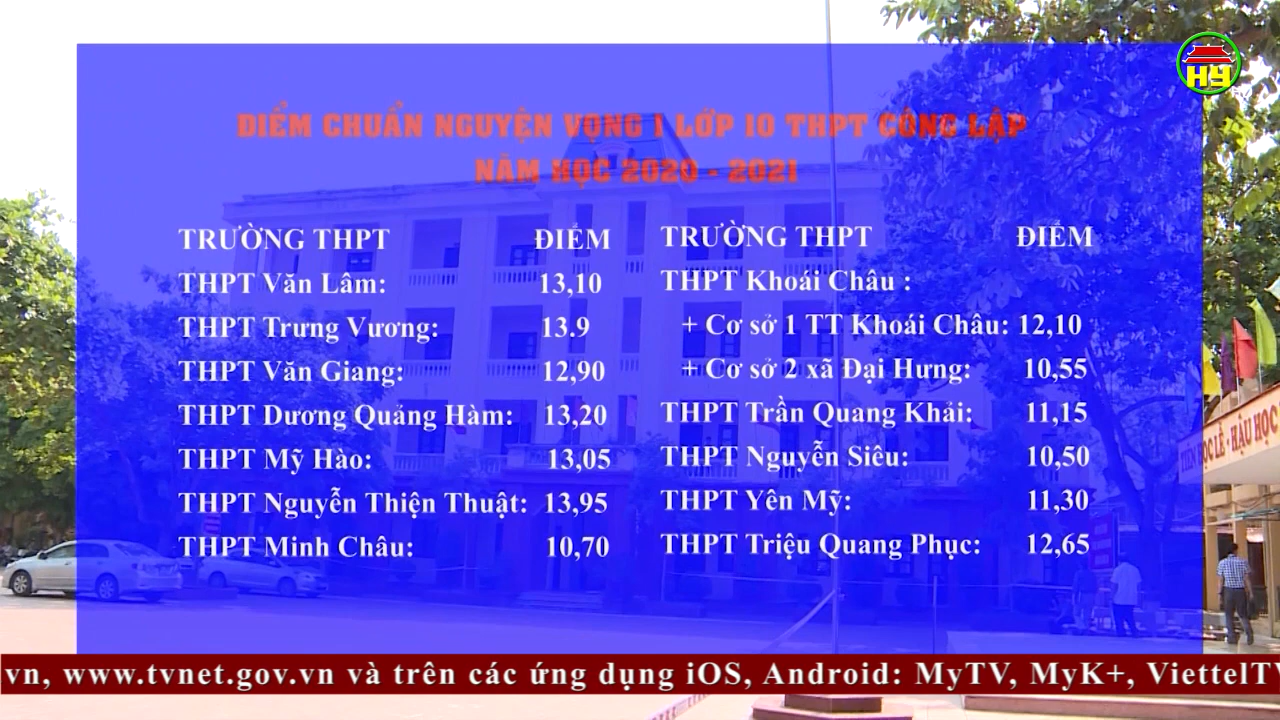 HY
ĐIỂM CHUẨN NGUYỆN VỌNG 1 LỚP 10 THPT CÔNG LẬP
NĂM HỌC 2020 - 2021
TRƯỜNG THPT ĐIỂM
THPT Văn Lâm: 13,10
THPT Trưng Vương: 13.9
THPT Văn Giang: 12,90
THPT Dương Quảng Hàm: 13,20
THPT Mỹ Hào: 13,05
THPT Nguyễn Thiện Thuật: 13,95
THPT Minh Châu: 10,70
TRƯỜNG THPT ĐIỂM
THPT Khoái Châu :
+ Cơ sở 1 TT Khoái Châu: 12,10
+ Cơ sở 2 xã Đại Hưng: 10,55
THPT Trần Quang Khải: 11,15
THPT Nguyễn Siêu: 10,50
THPT Yên Mỹ: 11,30
THPT Triệu Quang Phục: 12,65
TIÊN HỌC LỄ - HẬU HỌC
vn, www.tvnet.gov.vn và trên các ứng dụng iOS, Android: MyTV, MyK+, ViettelTV